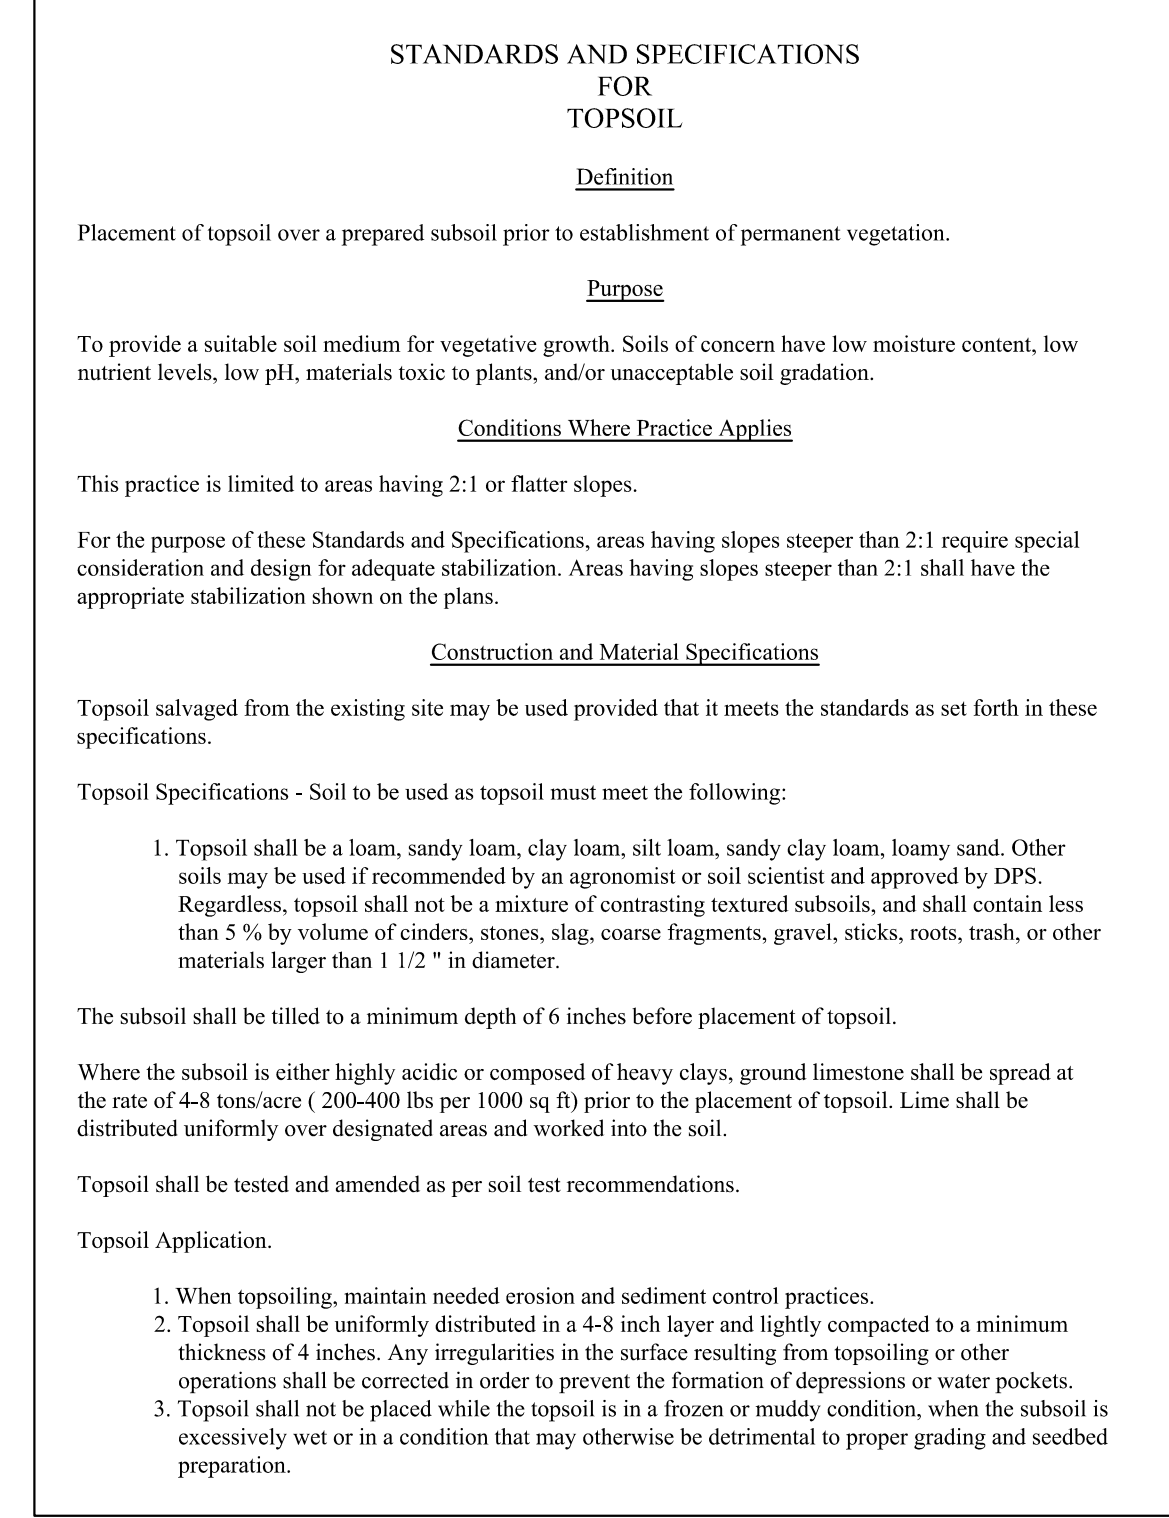 STANDARDS AND SPECIFICATIONS
FOR
TOPSOIL
Definition
Placement of topsoil over a prepared subsoil prior to establishment of permanent vegetation.
Purpose
To provide a suitable soil medium for vegetative growth. Soils of concern have low moisture content, low
nutrient levels, low pH, materials toxic to plants, and/or unacceptable soil gradation.
Conditions Where Practice Applies
This practice is limited to areas having 2:1 or flatter slopes.
For the purpose of these Standards and Specifications, areas having slopes steeper than 2:1 require special
consideration and design for adequate stabilization. Areas having slopes steeper than 2:1 shall have the
appropriate stabilization shown on the plans.
Construction and Material Specifications
Topsoil salvaged from the existing site may be used provided that it meets the standards as set forth in these
specifications.
Topsoil Specifications - Soil to be used as topsoil must meet the following:
1. Topsoil shall be a loam, sandy loam, clay loam, silt loam, sandy clay loam, loamy sand. Other
soils may be used if recommended by an agronomist or soil scientist and approved by DPS.
Regardless, topsoil shall not be a mixture of contrasting textured subsoils, and shall contain less
than 5 % by volume of cinders, stones, slag, coarse fragments, gravel, sticks, roots, trash, or other
materials larger than 1 1/2 " in diameter.
The subsoil shall be tilled to a minimum depth of 6 inches before placement of topsoil.
Where the subsoil is either highly acidic or composed of heavy clays, ground limestone shall be spread at
the rate of 4-8 tons/acre ( 200-400 lbs per 1000 sq ft) prior to the placement of topsoil. Lime shall be
distributed uniformly over designated areas and worked into the soil.
Topsoil shall be tested and amended as per soil test recommendations.
Topsoil Application.
1. When topsoiling, maintain needed erosion and sediment control practices.
2. Topsoil shall be uniformly distributed in a 4-8 inch layer and lightly compacted to a minimum
thickness of 4 inches. Any irregularities in the surface resulting from topsoiling or other
operations shall be corrected in order to prevent the formation of depressions or water pockets.
3. Topsoil shall not be placed while the topsoil is in a frozen or muddy condition, when the subsoil is
excessively wet or in a condition that may otherwise be detrimental to proper grading and seedbed
preparation.